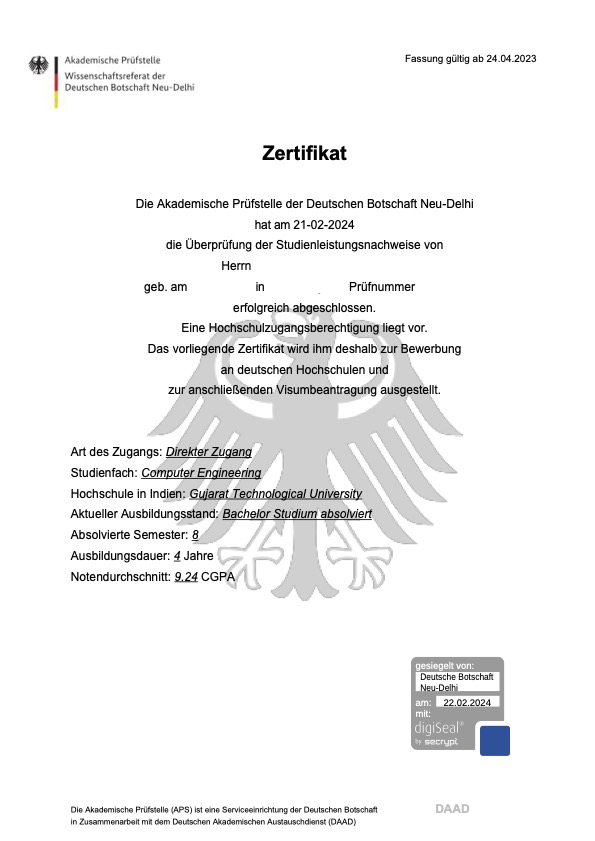 Akademische Prüfstelle
Wissenschaftsreferat der
Deutschen Botschaft Neu-Delhi
Fassung gültig ab 24.04.2023
Zertifikat
Die Akademische Prüfstelle der Deutschen Botschaft Neu-Delhi
hat am 21-02-2024
die Überprüfung der Studienleistungsnachweise von
Herrn
geb. am in Prüfnummer
erfolgreich abgeschlossen.
Eine Hochschulzugangsberechtigung liegt vor.
Das vorliegende Zertifikat wird ihm deshalb zur Bewerbung
an deutschen Hochschulen und
zur anschließenden Visumbeantragung ausgestellt.
Art des Zugangs: Direkter Zugang
Studienfach: Computer Engineering
Hochschule in Indien: Gujarat Technological University
Aktueller Ausbildungsstand: Bachelor Studium absolviert
Absolvierte Semester: 8
Ausbildungsdauer: 4 Jahre
Notendurchschnitt: 9.24 CGPA
gesiegelt von:
Deutsche Botschaft
Neu-Delhi
am: 22.02.2024
mit:
digiSeal®
by secrypt
Die Akademische Prüfstelle (APS) ist eine Serviceeinrichtung der Deutschen Botschaft
in Zusammenarbeit mit dem Deutschen Akademischen Austauschdienst (DAAD)
DAAD